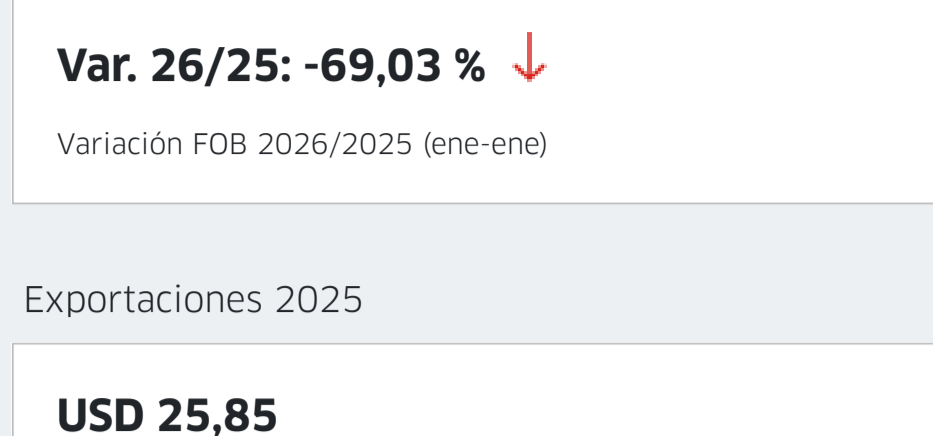 Var. 26/25: -69,03 %
Variación FOB 2026/2025 (ene-ene)
Exportaciones 2025
USD 25,85